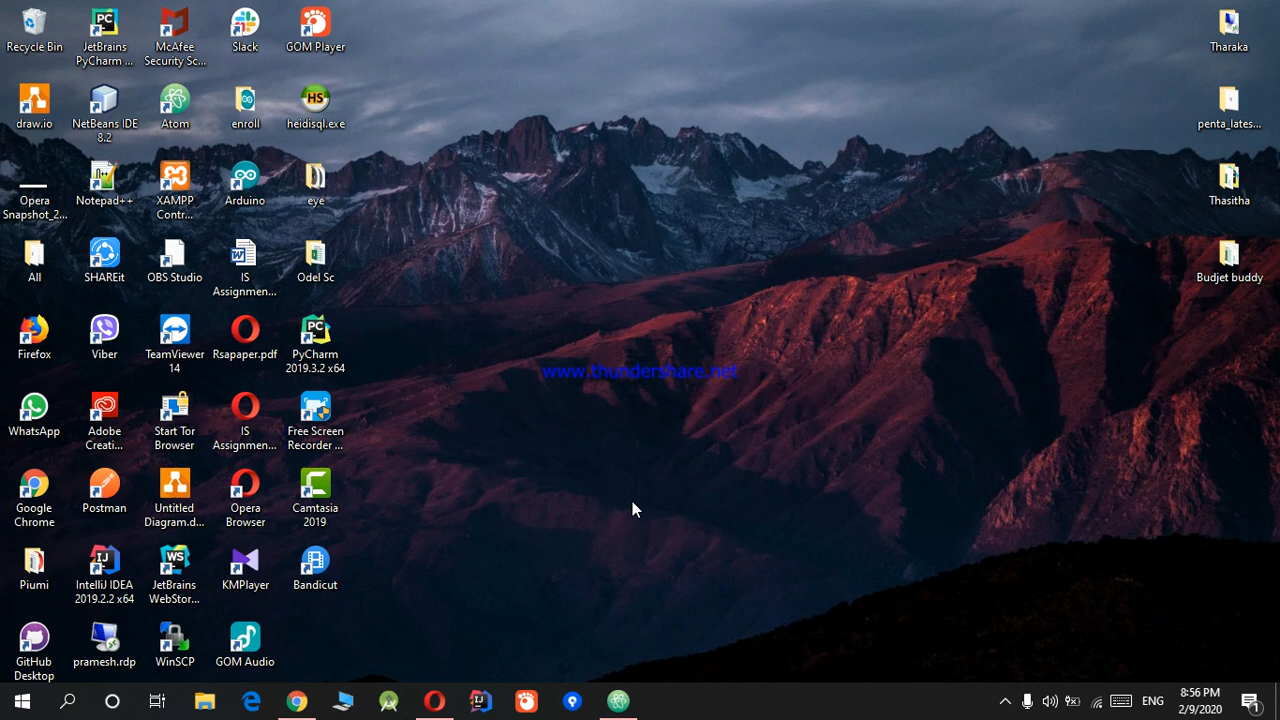 Recycle Bin
JetBrains
PyCharm ...
McAfee
Security Sc...
Slack
GOM Player
draw.io
NetBeans IDE
8.2
Atom
enroll
heidisql.exe
Opera
Snapshot_2...
Notepad++
XAMPP
Contr...
Arduino
eye
All
SHAREit
OBS Studio
IS
Assignmen...
Odel Sc
Firefox
Viber
TeamViewer
14
Rsapaper.pdf
PyCharm
2019.3.2 x64
WhatsApp
Adobe
Creati...
Start Tor
Browser
IS
Assignmen...
Free Screen
Recorder ...
Google
Chrome
Postman
Untitled
Diagram.d...
Opera
Browser
Camtasia
2019
Piumi
IntelliJ IDEA
2019.2.2 x64
JetBrains
WebStor...
KMPlayer
Bandicut
GitHub
Desktop
pramesh.rdp
WinSCP
GOM Audio
Tharaka
penta_lates...
Thasitha
Budjet buddy
www.thundershare.net
ENG
8:56 PM
2/9/2020